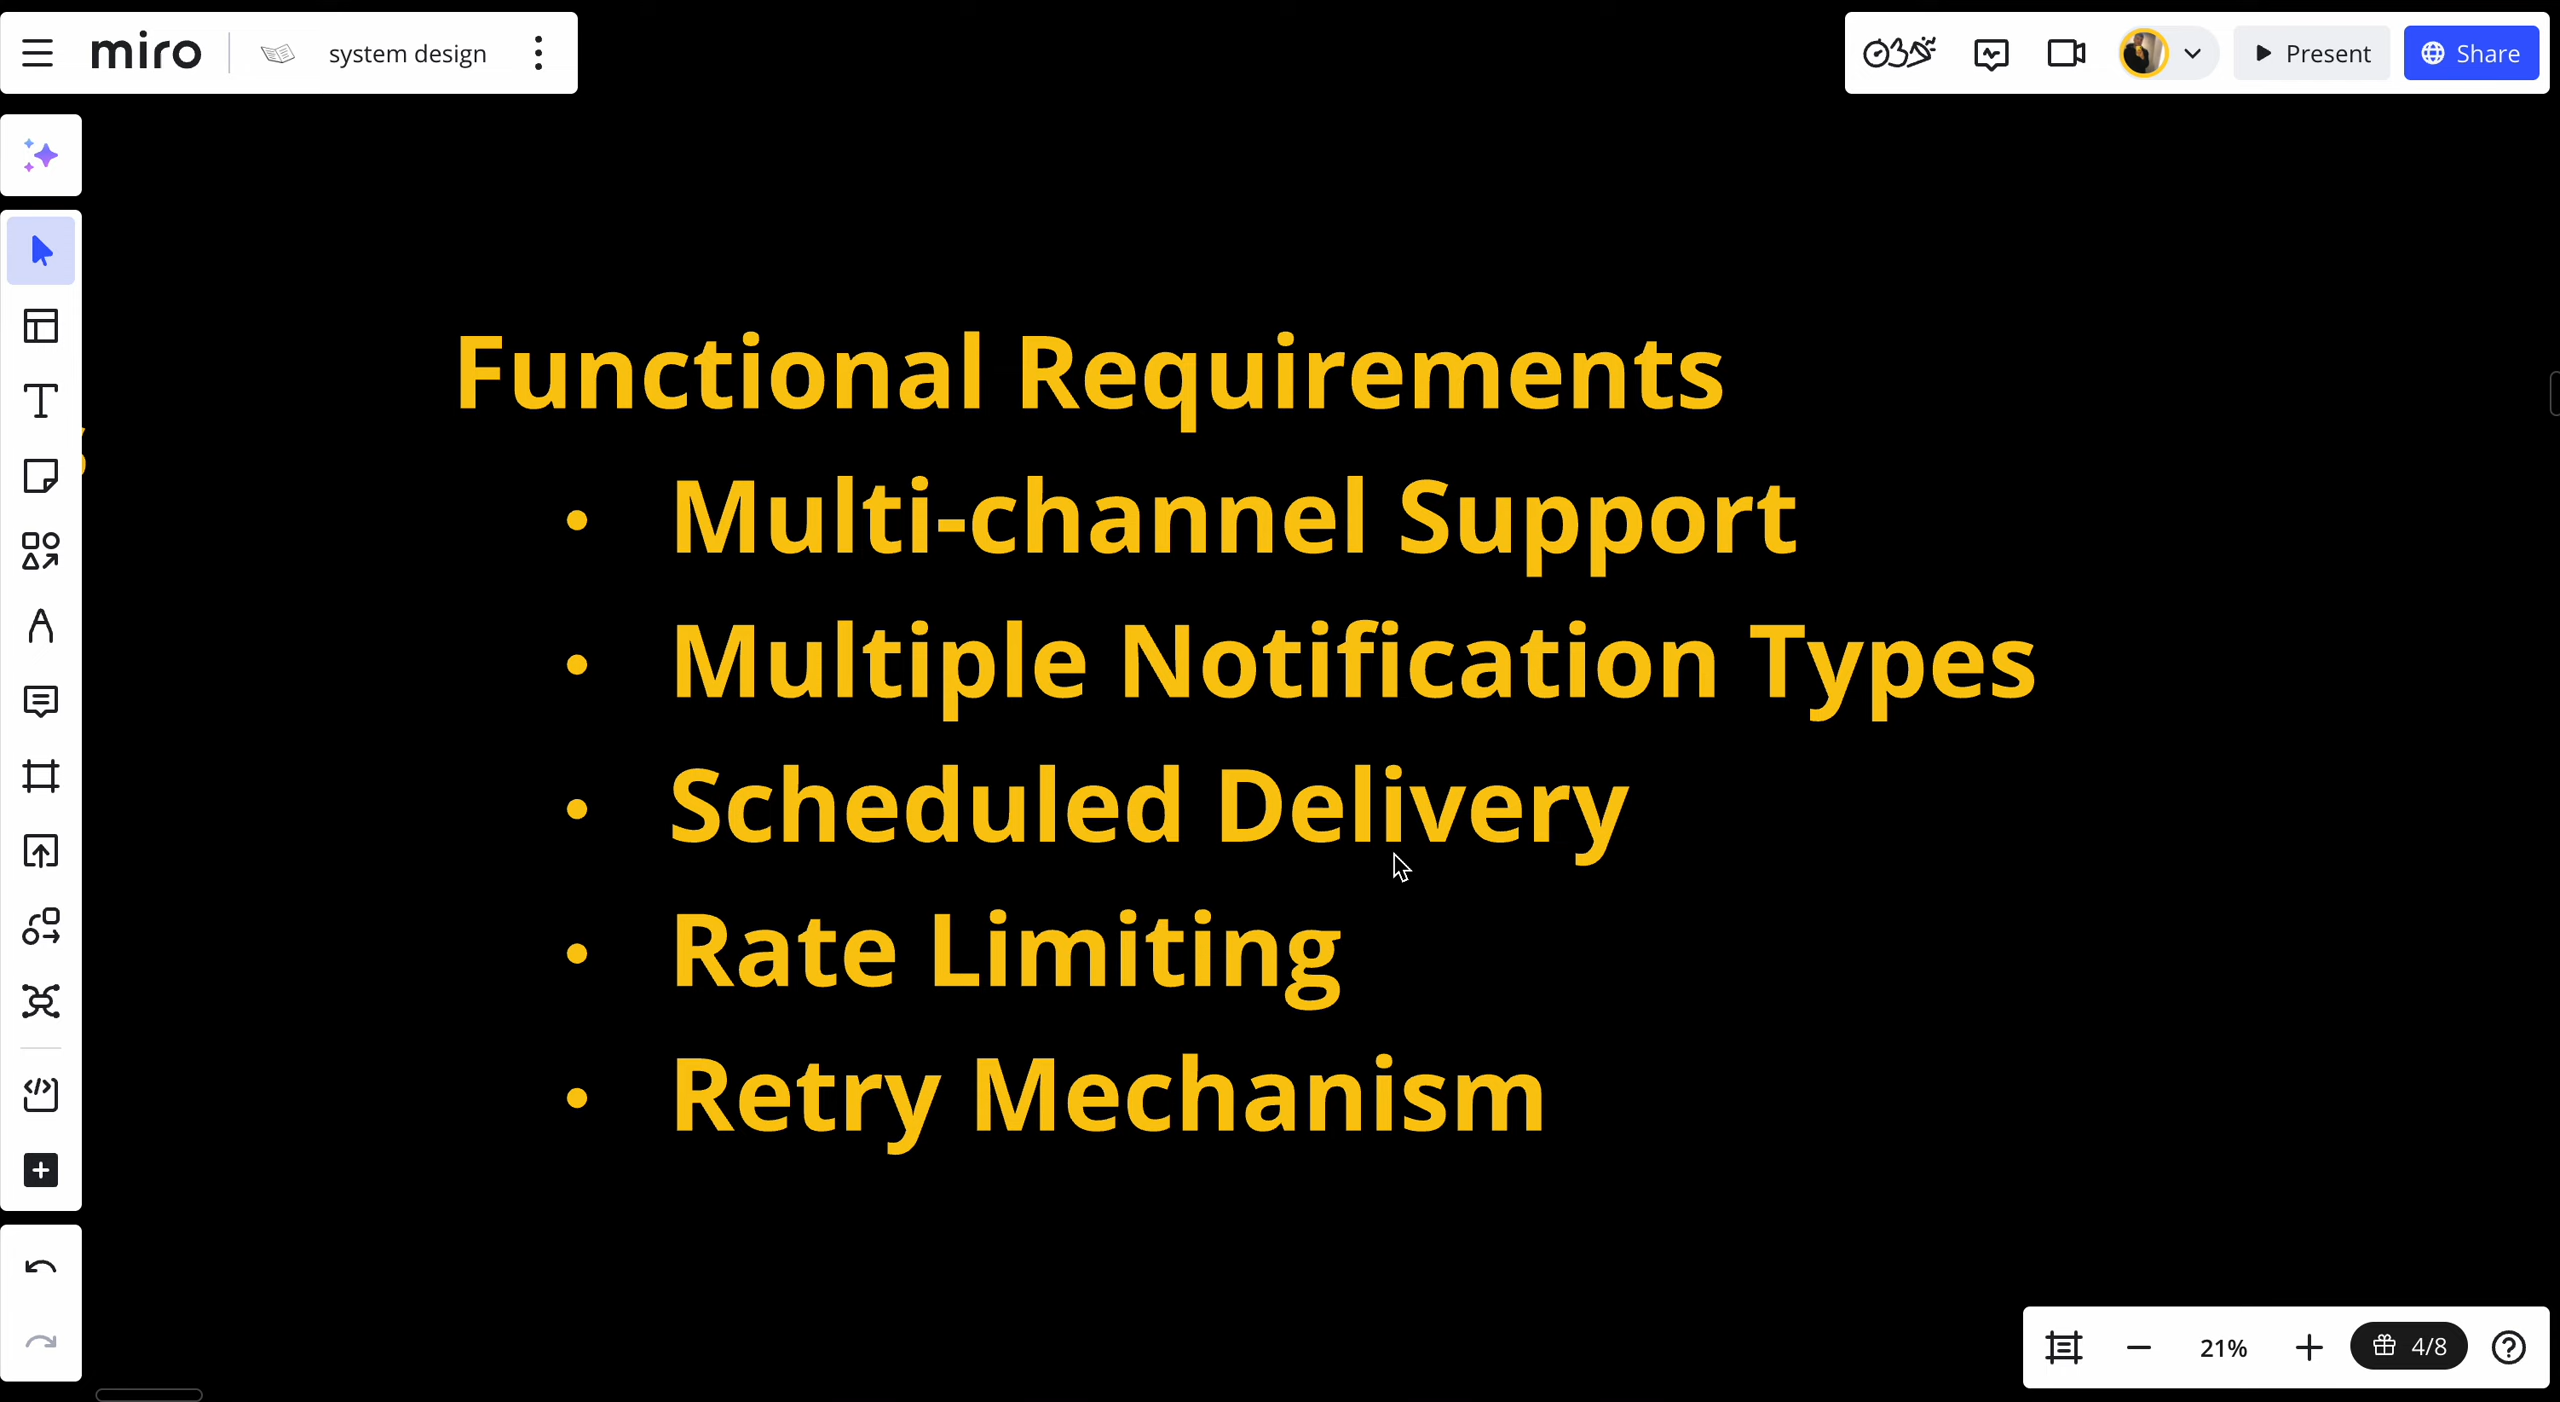 miro
system design
Present
Share
Functional Requirements
• Multi-channel Support
• Multiple Notification Types
• Scheduled Delivery
• Rate Limiting
• Retry Mechanism
21%
4/8